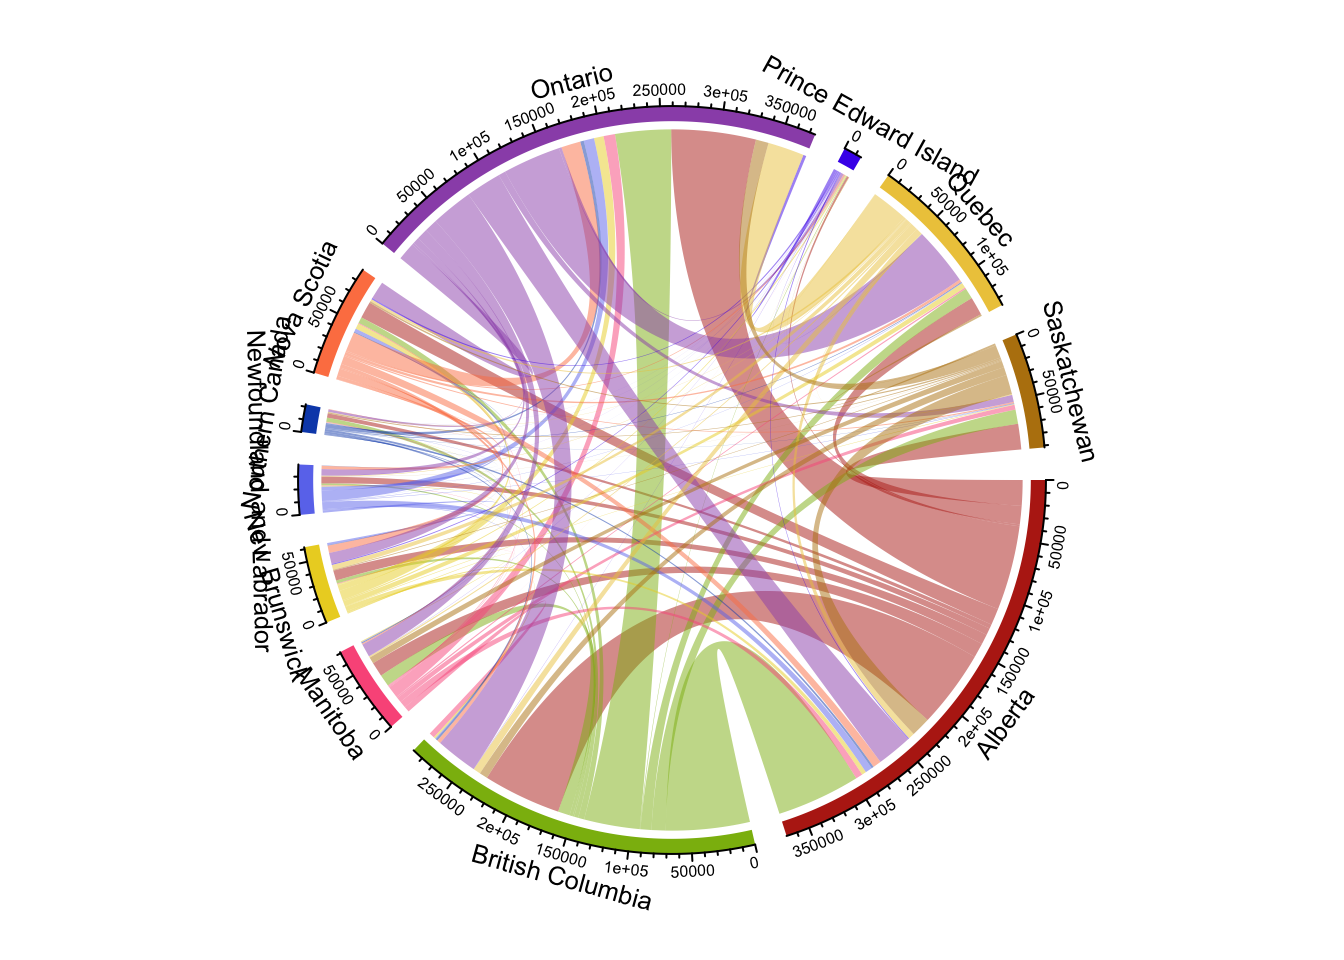 Ontario
0
50000
1e+05
150000
2e+05
250000
3e+05
350000
Prince Edward Island
0
Quebec
0
50000
1e+05
Saskatchewan
0
50000
Alberta
0
50000
1e+05
150000
2e+05
250000
3e+05
350000
British Columbia
0
50000
1e+05
150000
2e+05
250000
Manitoba
0
50000
New Brunswick
0
50000
Newfoundland and Labrador
0
Canada
0
Nova Scotia
0
50000